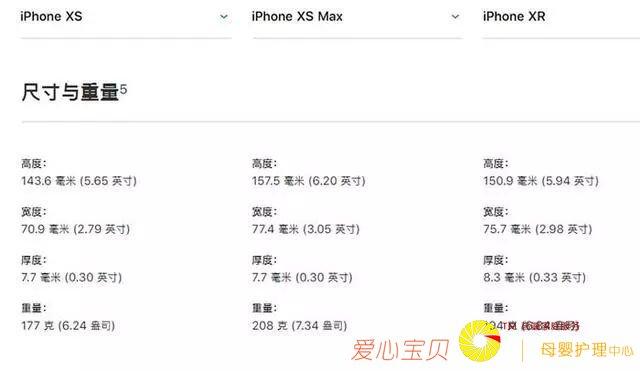 iPhone XS iPhone XS Max iPhone XR
尺寸与重量5
高度： 高度： 高度：
143.6 毫米 (5.65 英寸) 157.5 毫米 (6.20 英寸) 150.9 毫米 (5.94 英寸)
宽度： 宽度： 宽度：
70.9 毫米 (2.79 英寸) 77.4 毫米 (3.05 英寸) 75.7 毫米 (2.98 英寸)
厚度： 厚度： 厚度：
7.7 毫米 (0.30 英寸) 7.7 毫米 (0.30 英寸) 8.3 毫米 (0.33 英寸)
重量： 重量： 重量：
177 克 (6.24 盎司) 208 克 (7.34 盎司)
爱心宝贝 母婴护理中心